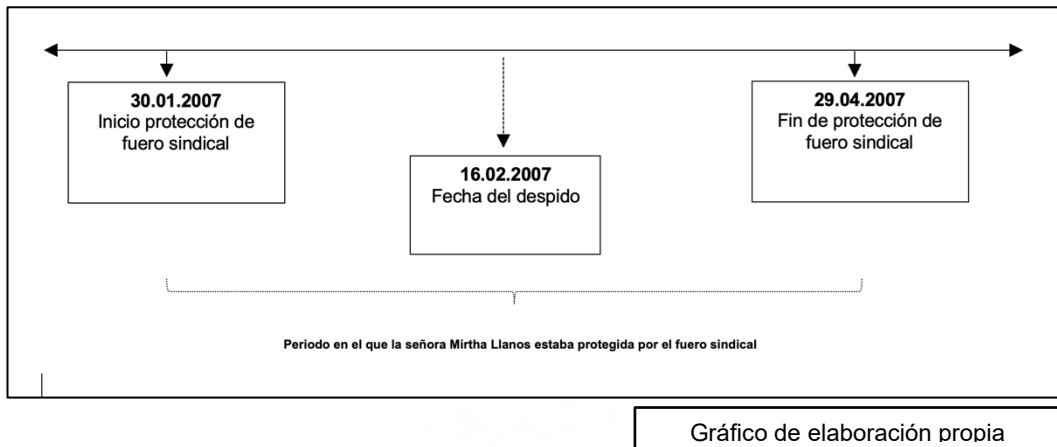 30.01.2007
Inicio protección de
fuero sindical
16.02.2007
Fecha del despido
29.04.2007
Fin de protección de
fuero sindical
Periodo en el que la señora Mirtha Llanos estaba protegida por el fuero sindical
Gráfico de elaboración propia